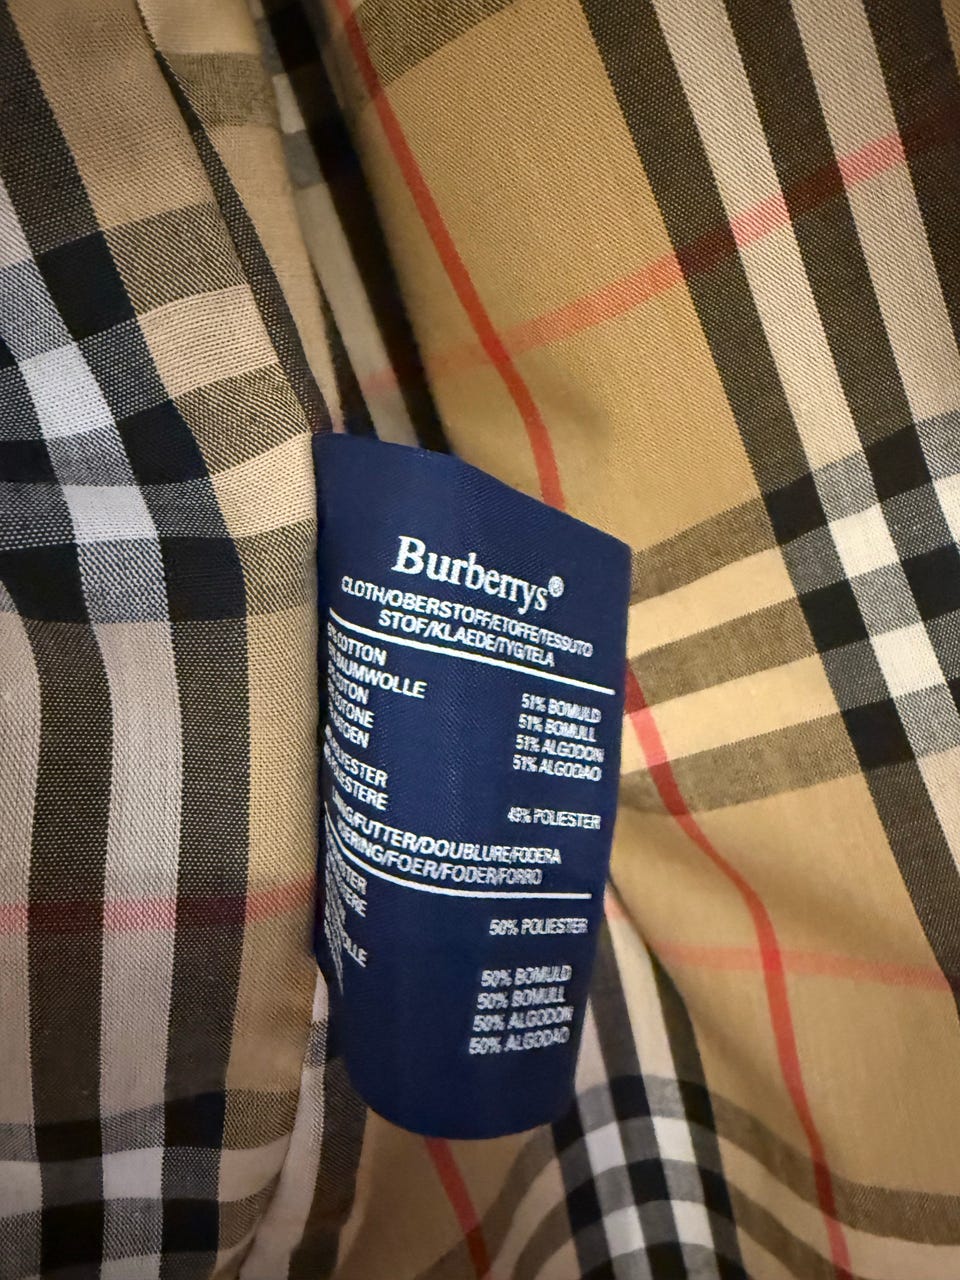 Burberrys®
CLOTH/OBERSTOFF/ETOFFE/TESSUTO
STOF/KLAEDE/TYG/TELA
COTTON
BAUMWOLLE
51% BOMULD
51% BOMULL
51% ALGODON
51% ALGODAO
49% POLIESTER
/FUTTER/DOUBLURE/FODERA
/FOER/FODER/FORRO
50% POLIESTER
50% BOMULD
50% BOMULL
50% ALGODON
50% ALGODAO